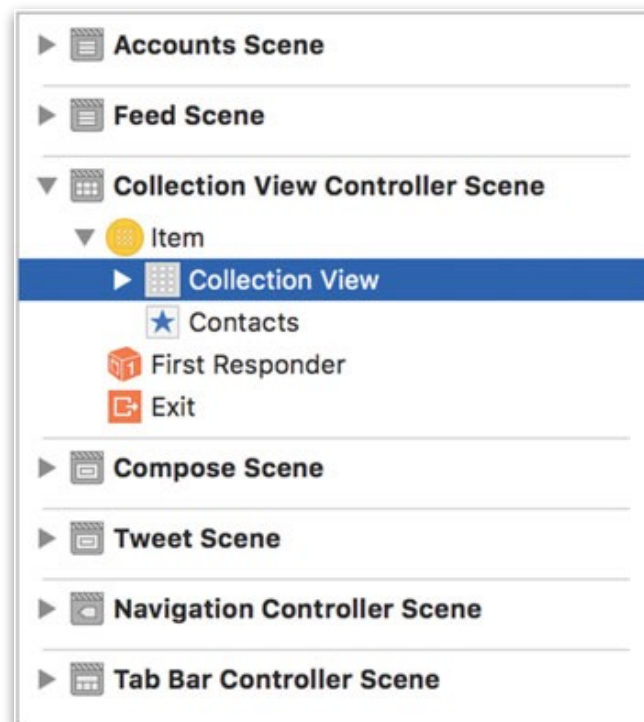 Accounts Scene
Feed Scene
Collection View Controller Scene
Item
Collection View
Contacts
First Responder
Exit
Compose Scene
Tweet Scene
Navigation Controller Scene
Tab Bar Controller Scene